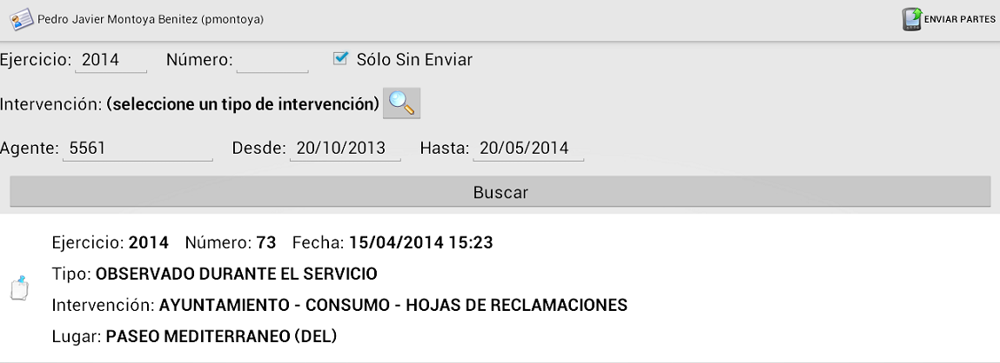 Pedro Javier Montoya Benitez (pmontoya) ENVIAR PARTES
Ejercicio: 2014 Número: Sólo Sin Enviar
Intervención: (seleccione un tipo de intervención)
Agente: 5561 Desde: 20/10/2013 Hasta: 20/05/2014
Buscar
Ejercicio: 2014 Número: 73 Fecha: 15/04/2014 15:23
Tipo: OBSERVADO DURANTE EL SERVICIO
Intervención: AYUNTAMIENTO - CONSUMO - HOJAS DE RECLAMACIONES
Lugar: PASEO MEDITERRANEO (DEL)